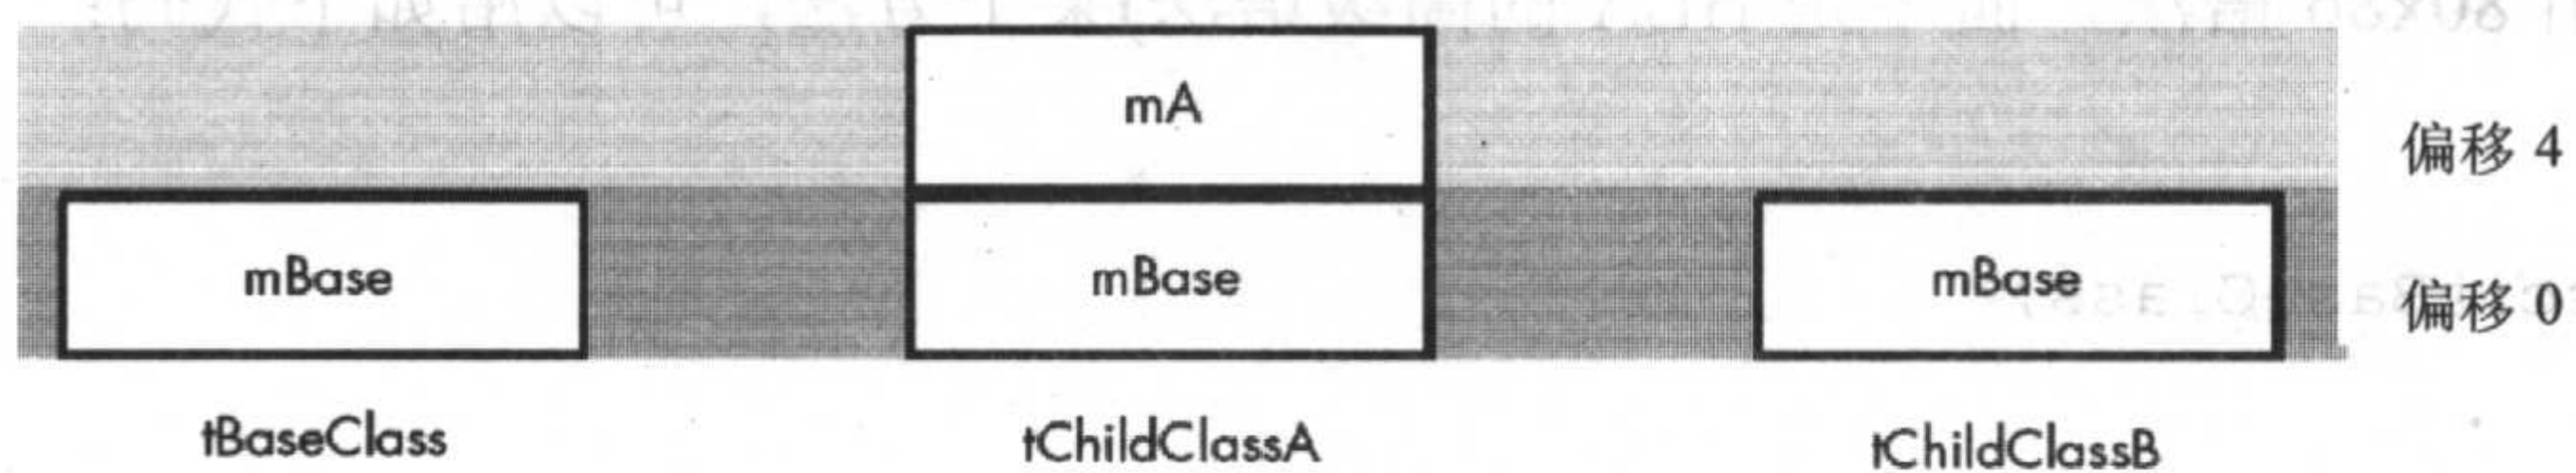 mA
偏移 4
mBase
mBase
mBase
偏移 0
tBaseClass
tChildClassA
tChildClassB